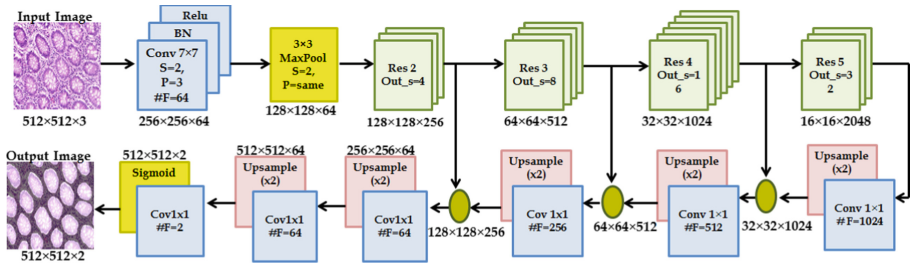 Input Image
512×512×3
Relu
BN
Conv 7×7
S=2,
P=3
#F=64
256×256×64
3×3
MaxPool
S=2,
P=same
128×128×64
Res 2
Out_s=4
128×128×256
Res 3
Out_s=8
64×64×512
Res 4
Out_s=1
6
32×32×1024
Res 5
Out_s=3
2
16×16×2048
Output Image
512×512×2
512×512×2
Sigmoid
Cov1x1
#F=2
512×512×64
Upsample
(x2)
Cov1x1
#F=64
256×256×64
Upsample
(x2)
Cov1x1
#F=64
128×128×256
Upsample
(x2)
Cov 1x1
#F=256
64×64×512
Upsample
(x2)
Conv 1×1
#F=512
32×32×1024
Upsample
(x2)
Conv 1×1
#F=1024